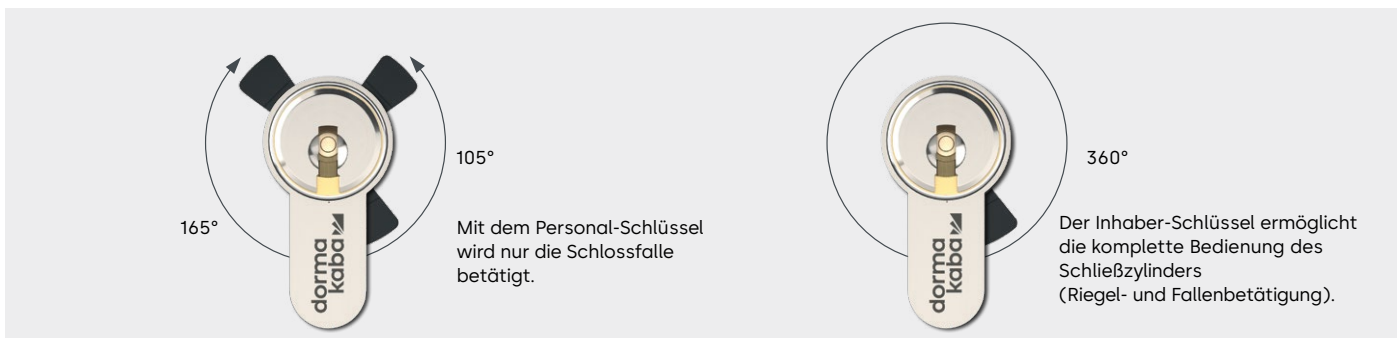 165°
105°
Mit dem Personal-Schlüssel
wird nur die Schlossfalle
betätigt.
dorma
kaba
360°
Der Inhaber-Schlüssel ermöglicht
die komplette Bedienung des
Schließzylinders
(Riegel- und Fallenbetätigung).
dorma
kaba